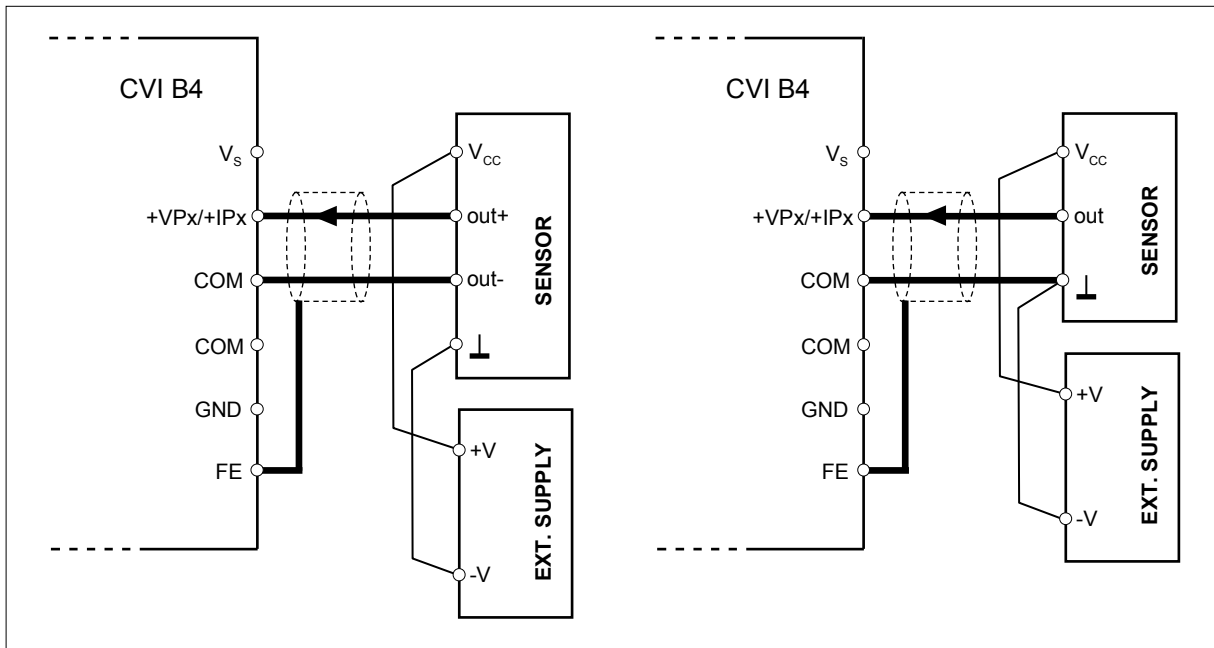 CVI B4
V_S
+VPx/+IPx
COM
COM
GND
FE
V_CC
out+
out-
SENSOR
+V
-V
EXT. SUPPLY
CVI B4
V_S
+VPx/+IPx
COM
COM
GND
FE
V_CC
out
SENSOR
+V
-V
EXT. SUPPLY